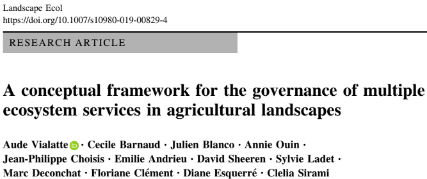 Landscape Ecol
https://doi.org/10.1007/s10980-019-00829-4
RESEARCH ARTICLE
A conceptual framework for the governance of multiple
ecosystem services in agricultural landscapes
Aude Vialatte · Cecile Barnaud · Julien Blanco · Annie Ouin ·
Jean-Philippe Choisis · Emilie Andrieu · David Sheeren · Sylvie Ladet ·
Marc Deconchat · Floriane Clément · Diane Esquerré · Clelia Sirami